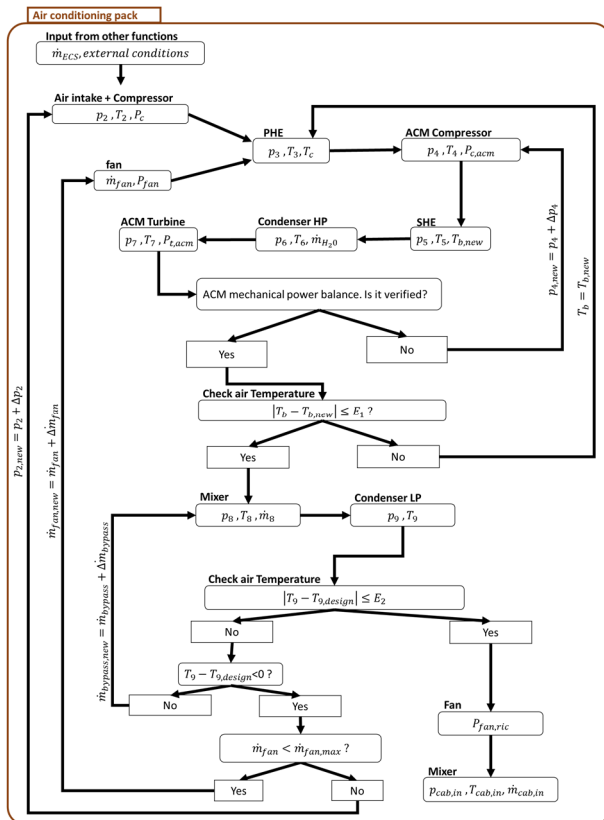 Air conditioning pack
Input from other functions
ṁ_ECS, external conditions
Air intake + Compressor
p_2 , T_2 , P_c
PHE
p_3 , T_3, T_c
ACM Compressor
p_4 , T_4 , P_c,acm
fan
ṁ_fan, P_fan
ACM Turbine
p_7 , T_7 , P_t,acm
Condenser HP
p_6 , T_6, ṁ_H_2 0
SHE
p_5 , T_5, T_b,new
ACM mechanical power balance. Is it verified?
Yes
No
Check air Temperature
|T_b − T_b,new| ≤ E_1 ?
Yes
No
Mixer
p_8 , T_8 , ṁ_8
Condenser LP
p_9 , T_9
Check air Temperature
|T_9 − T_9,design| ≤ E_2
No
Yes
T_9 − T_9,design<0 ?
No
Yes
ṁ_fan < ṁ_fan,max ?
Yes
No
Fan
P_fan,ric
Mixer
p_cab,in , T_cab,in, ṁ_cab,in
p_2,new = p_2 + Δp_2
ṁ_fan,new = ṁ_fan + Δṁ_fan
ṁ_bypass,new = ṁ_bypass + Δṁ_bypass
p_4,new = p_4 + Δp_4
T_b = T_b,new